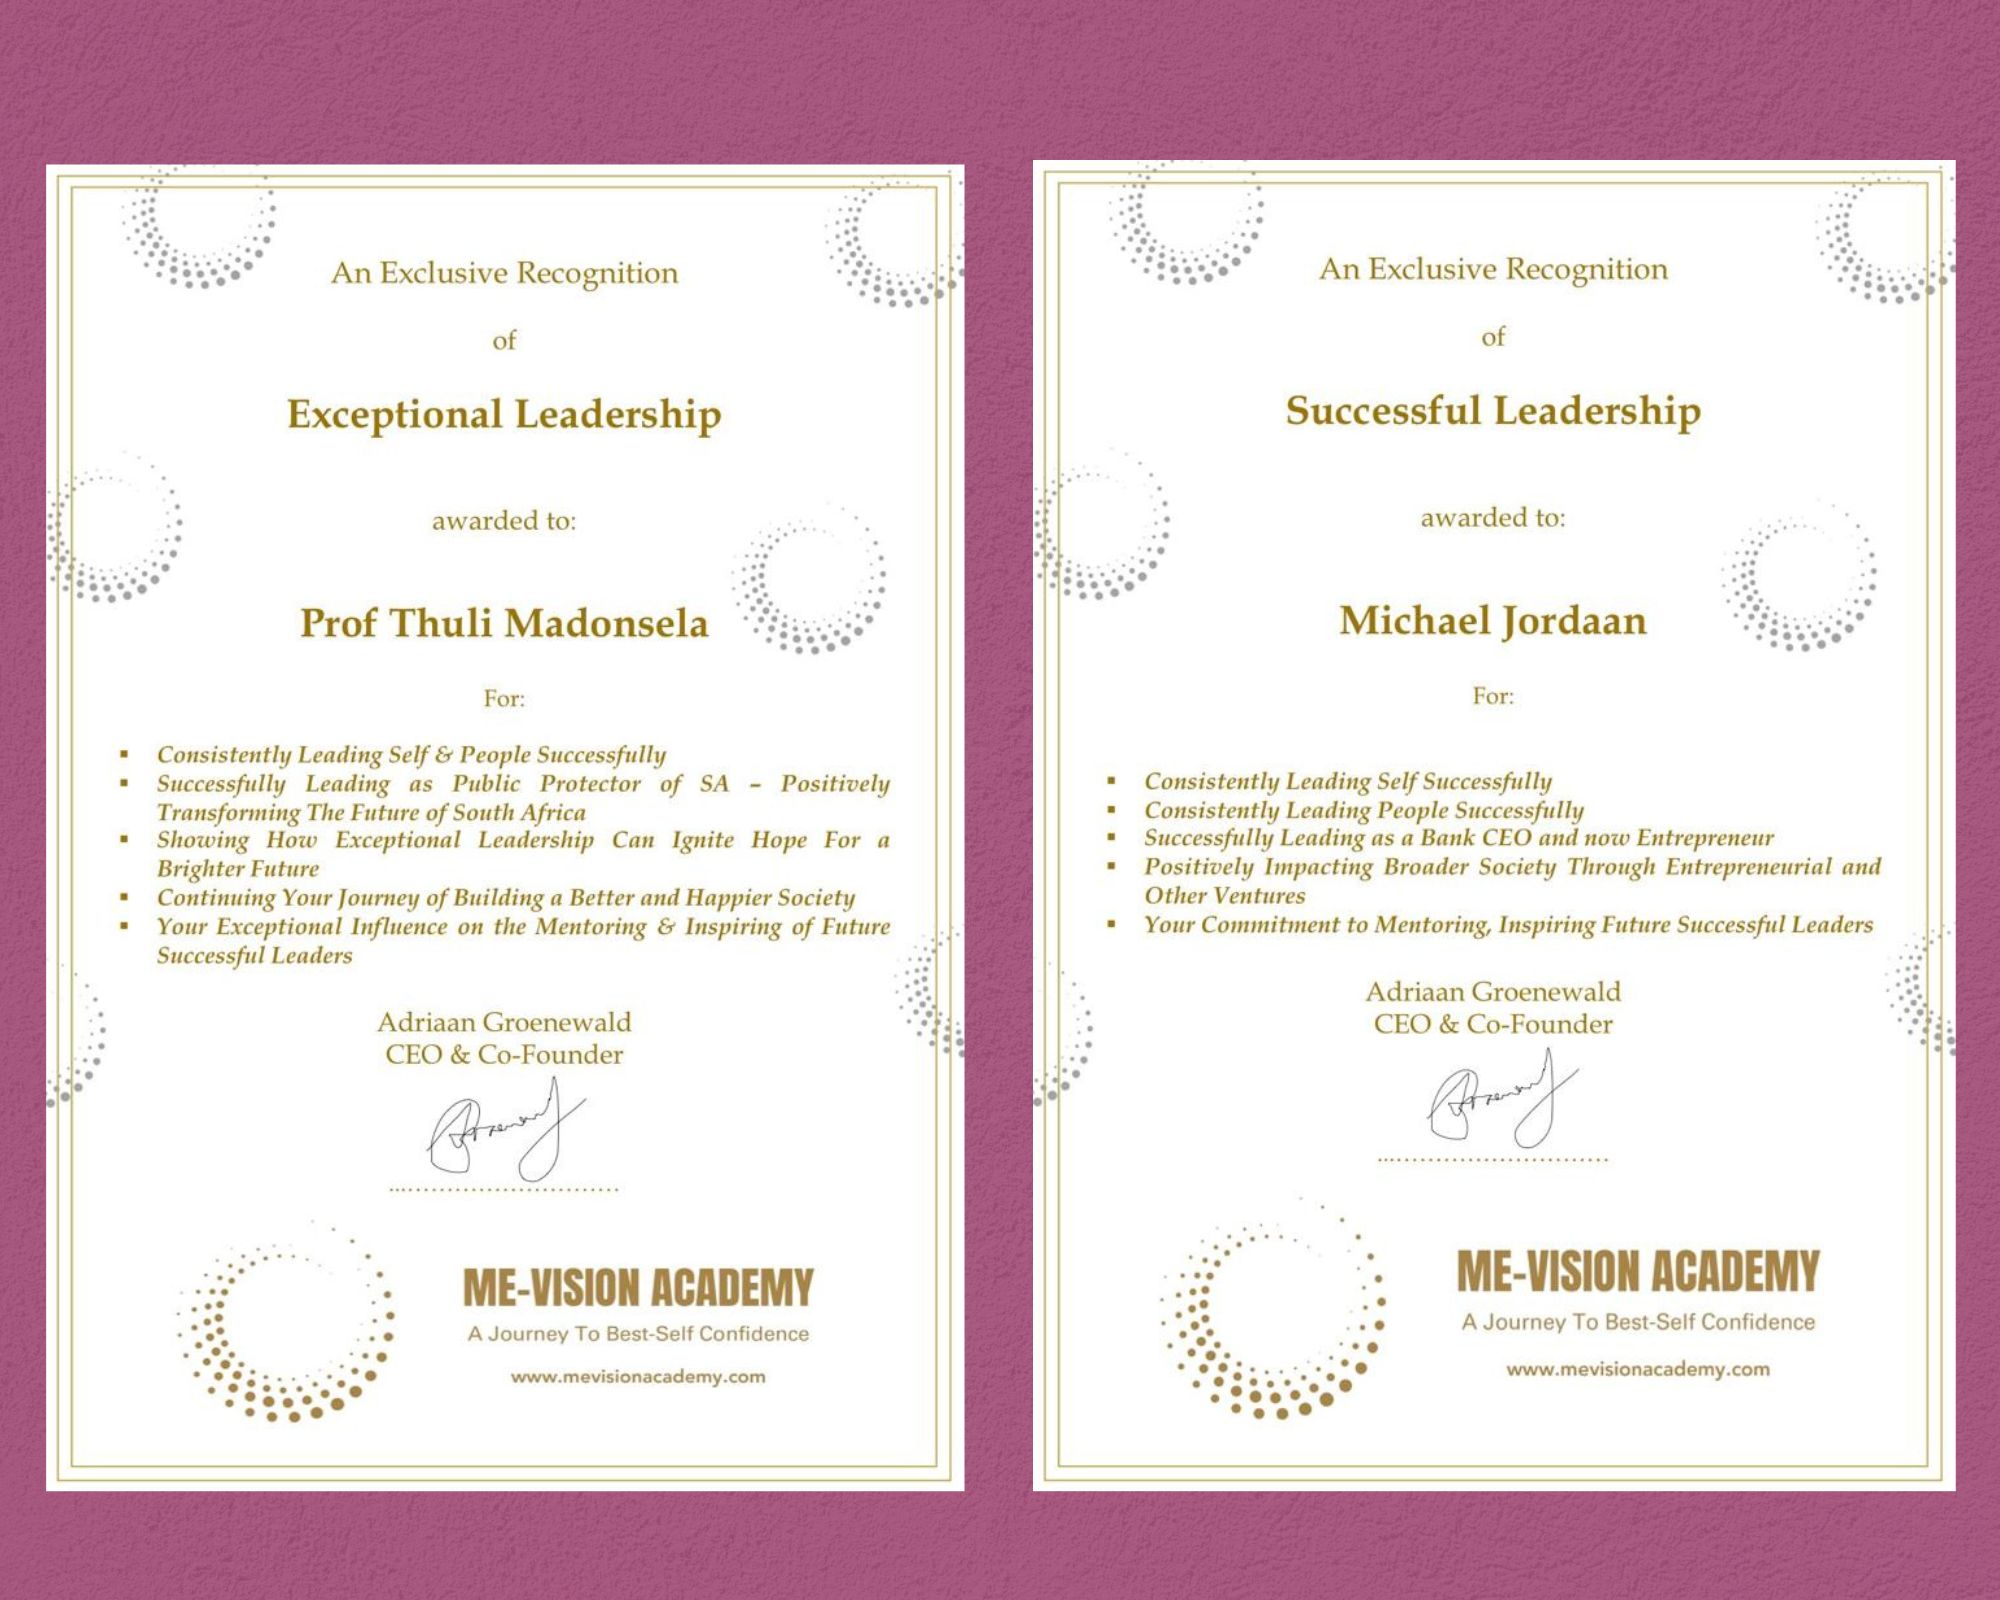 An Exclusive Recognition
of
Exceptional Leadership
awarded to:
Prof Thuli Madonsela
For:
▪ Consistently Leading Self & People Successfully
▪ Successfully Leading as Public Protector of SA – Positively
Transforming The Future of South Africa
▪ Showing How Exceptional Leadership Can Ignite Hope For a
Brighter Future
▪ Continuing Your Journey of Building a Better and Happier Society
▪ Your Exceptional Influence on the Mentoring & Inspiring of Future
Successful Leaders
Adriaan Groenewald
CEO & Co-Founder
ME-VISION ACADEMY
A Journey To Best-Self Confidence
www.mevisionacademy.com
An Exclusive Recognition
of
Successful Leadership
awarded to:
Michael Jordaan
For:
▪ Consistently Leading Self Successfully
▪ Consistently Leading People Successfully
▪ Successfully Leading as a Bank CEO and now Entrepreneur
▪ Positively Impacting Broader Society Through Entrepreneurial and
Other Ventures
▪ Your Commitment to Mentoring, Inspiring Future Successful Leaders
Adriaan Groenewald
CEO & Co-Founder
ME-VISION ACADEMY
A Journey To Best-Self Confidence
www.mevisionacademy.com